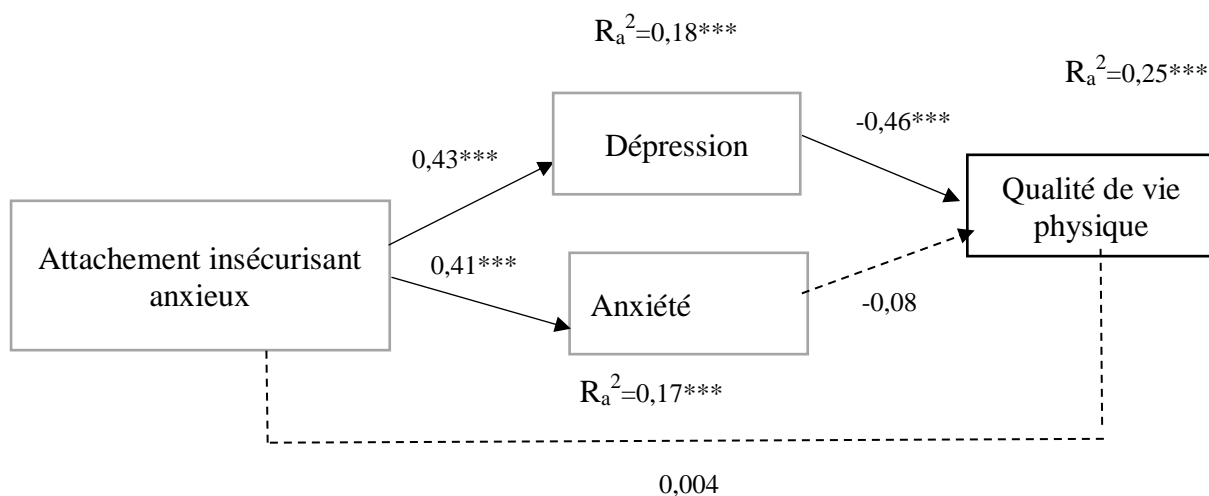 Ra²=0,18***
Ra²=0,25***
-0,46***
Dépression
0,43***
Qualité de vie
physique
Attachement insécurisant
anxieux
0,41***
Anxiété
-0,08
Ra²=0,17***
0,004